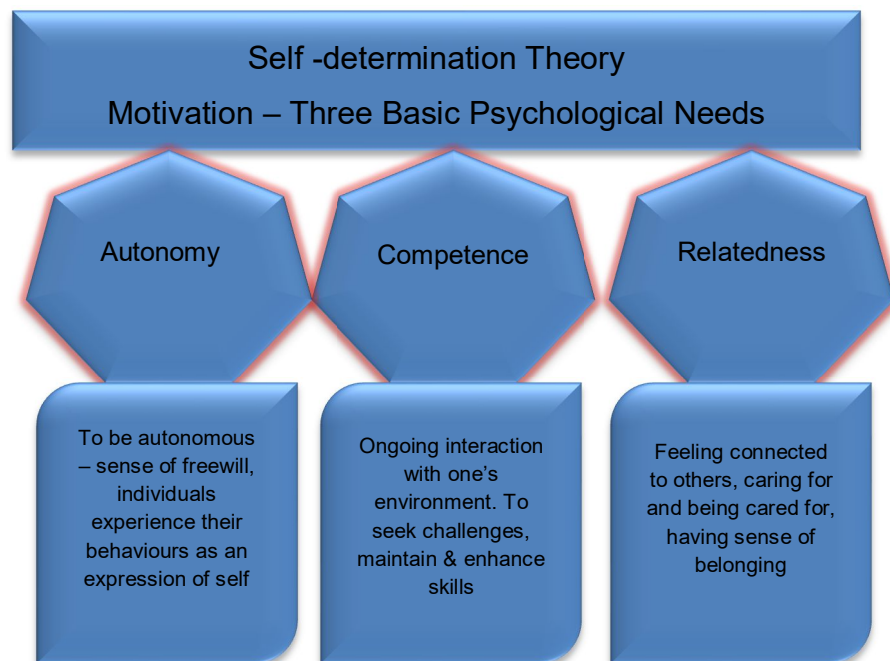 Self -determination Theory
Motivation – Three Basic Psychological Needs
Autonomy
Competence
Relatedness
To be autonomous
– sense of freewill,
individuals
experience their
behaviours as an
expression of self
Ongoing interaction
with one’s
environment. To
seek challenges,
maintain & enhance
skills
Feeling connected
to others, caring for
and being cared for,
having sense of
belonging